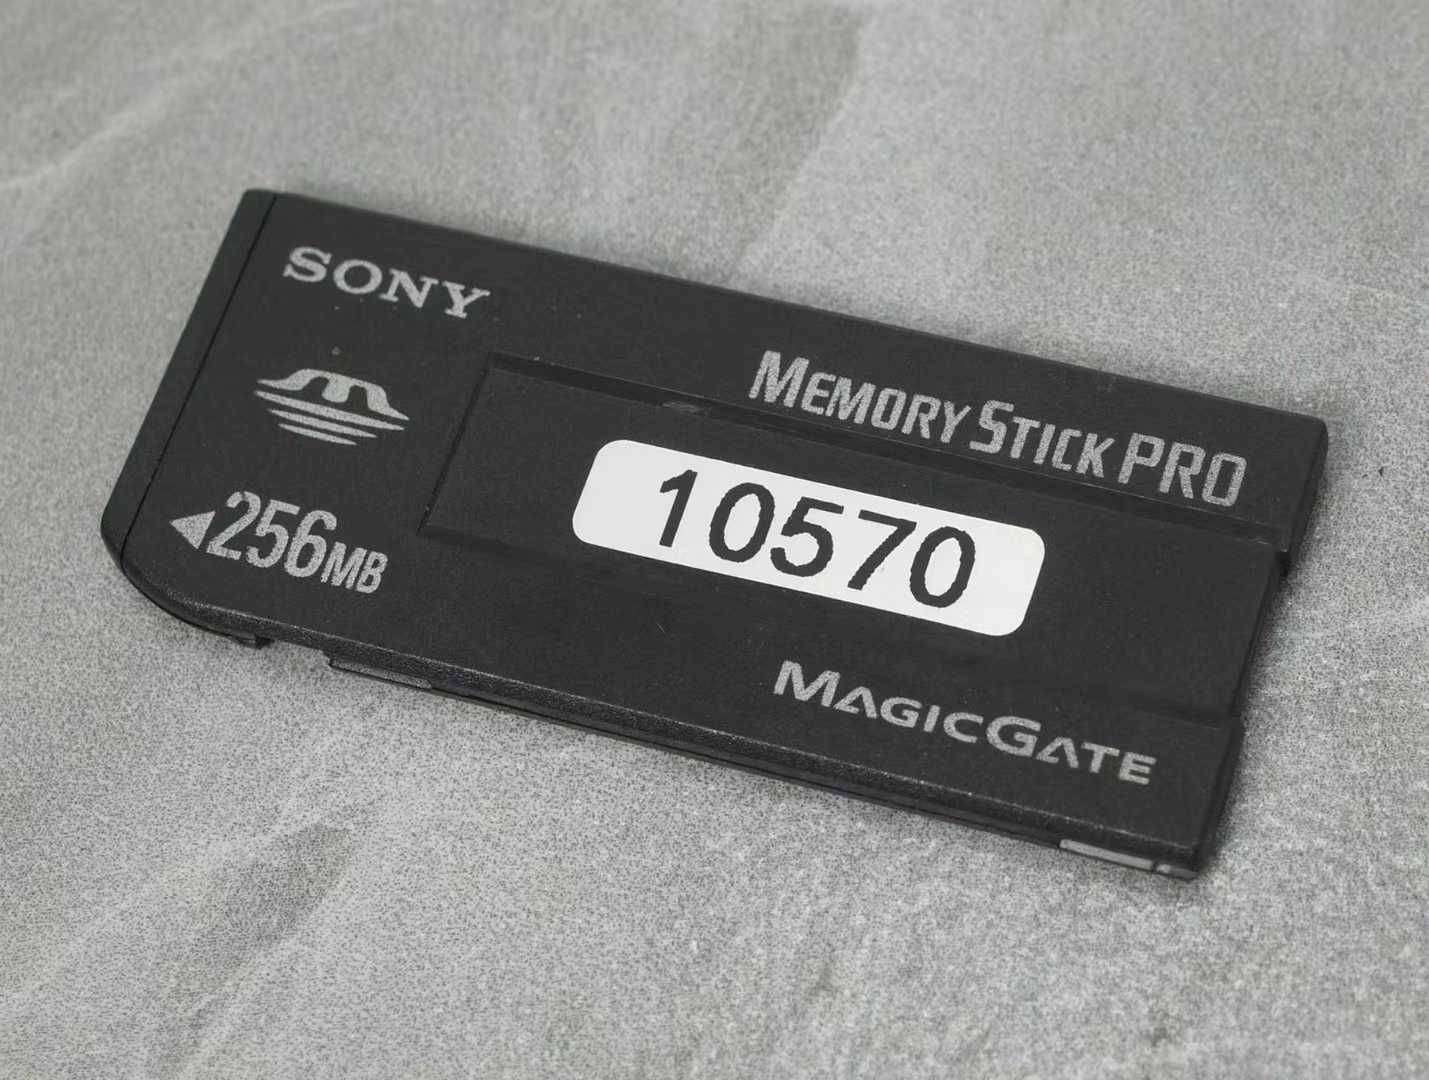 SONY
MEMORY STICK PRO
10570
◀256MB
MAGICGATE